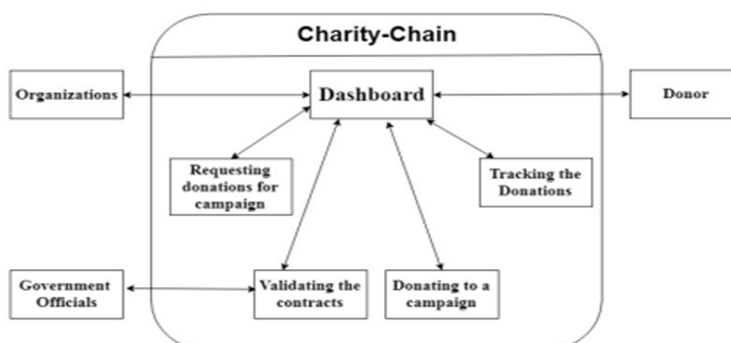 Charity-Chain
Organizations
Dashboard
Donor
Requesting
donations for
campaign
Tracking the
Donations
Government
Officials
Validating the
contracts
Donating to a
campaign